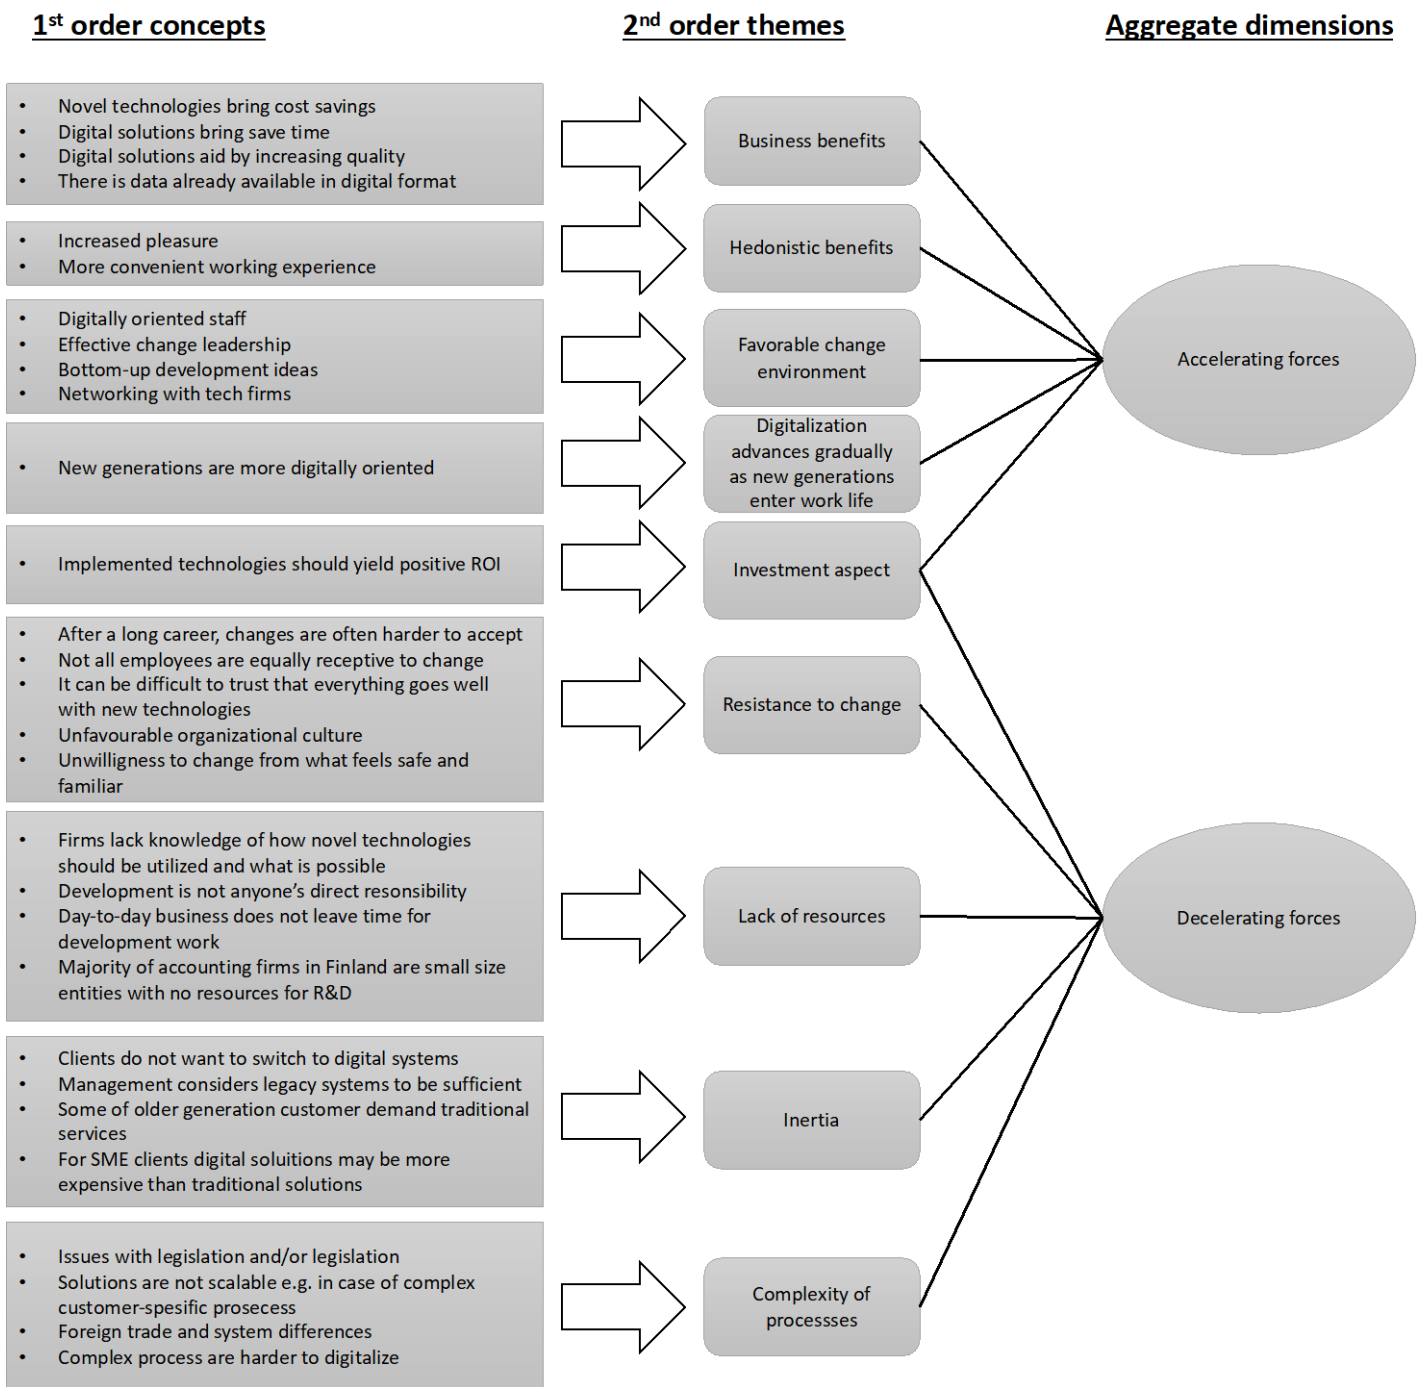 1st order concepts
2nd order themes
Aggregate dimensions
• Novel technologies bring cost savings
• Digital solutions bring save time
• Digital solutions aid by increasing quality
• There is data already available in digital format
Business benefits
• Increased pleasure
• More convenient working experience
Hedonistic benefits
• Digitally oriented staff
• Effective change leadership
• Bottom-up development ideas
• Networking with tech firms
Favorable change
environment
Accelerating forces
• New generations are more digitally oriented
Digitalization
advances gradually
as new generations
enter work life
• Implemented technologies should yield positive ROI
Investment aspect
• After a long career, changes are often harder to accept
• Not all employees are equally receptive to change
• It can be difficult to trust that everything goes well
with new technologies
• Unfavourable organizational culture
• Unwilligness to change from what feels safe and
familiar
Resistance to change
• Firms lack knowledge of how novel technologies
should be utilized and what is possible
• Development is not anyone’s direct resonsibility
• Day-to-day business does not leave time for
development work
• Majority of accounting firms in Finland are small size
entities with no resources for R&D
Lack of resources
Decelerating forces
• Clients do not want to switch to digital systems
• Management considers legacy systems to be sufficient
• Some of older generation customer demand traditional
services
• For SME clients digital soluitions may be more
expensive than traditional solutions
Inertia
• Issues with legislation and/or legislation
• Solutions are not scalable e.g. in case of complex
customer-spesific prosecess
• Foreign trade and system differences
• Complex process are harder to digitalize
Complexity of
processses